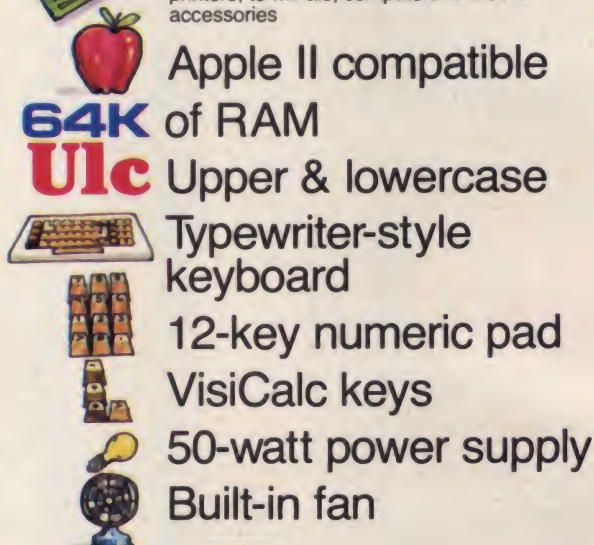 accessories
Apple II compatible
64K of RAM
Ulc Upper & lowercase
Typewriter-style
keyboard
12-key numeric pad
VisiCalc keys
50-watt power supply
Built-in fan